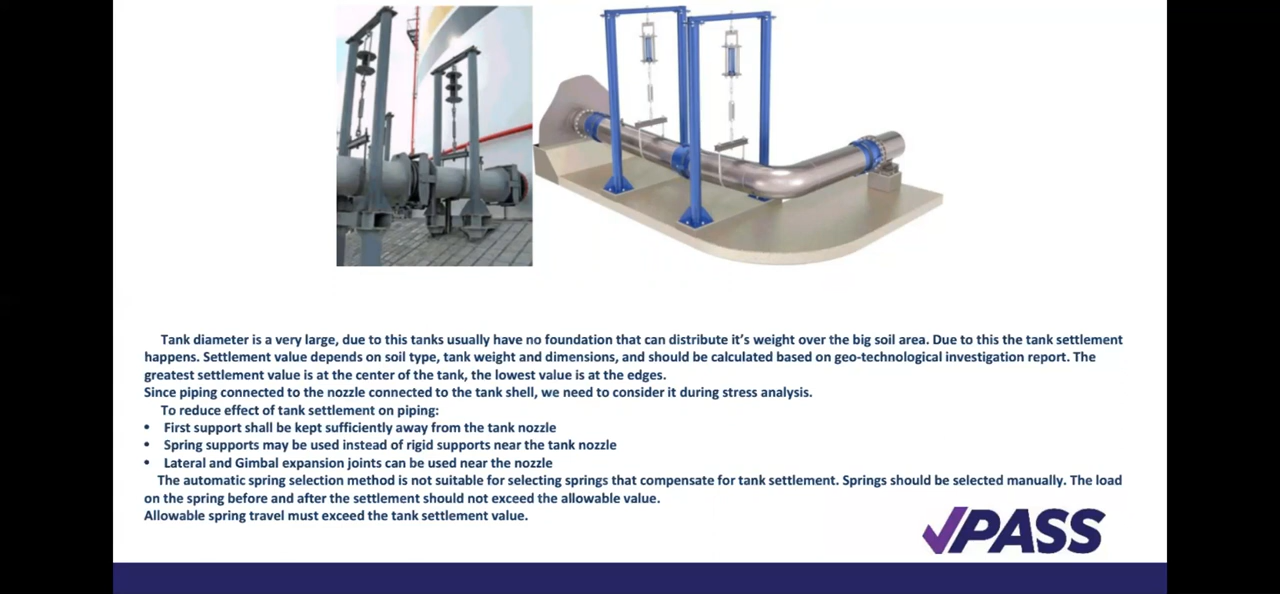 Tank diameter is a very large, due to this tanks usually have no foundation that can distribute it's weight over the big soil area. Due to this the tank settlement
happens. Settlement value depends on soil type, tank weight and dimensions, and should be calculated based on geo-technological investigation report. The
greatest settlement value is at the center of the tank, the lowest value is at the edges.
Since piping connected to the nozzle connected to the tank shell, we need to consider it during stress analysis.
To reduce effect of tank settlement on piping:
• First support shall be kept sufficiently away from the tank nozzle
• Spring supports may be used instead of rigid supports near the tank nozzle
• Lateral and Gimbal expansion joints can be used near the nozzle
The automatic spring selection method is not suitable for selecting springs that compensate for tank settlement. Springs should be selected manually. The load
on the spring before and after the settlement should not exceed the allowable value.
Allowable spring travel must exceed the tank settlement value.
PASS